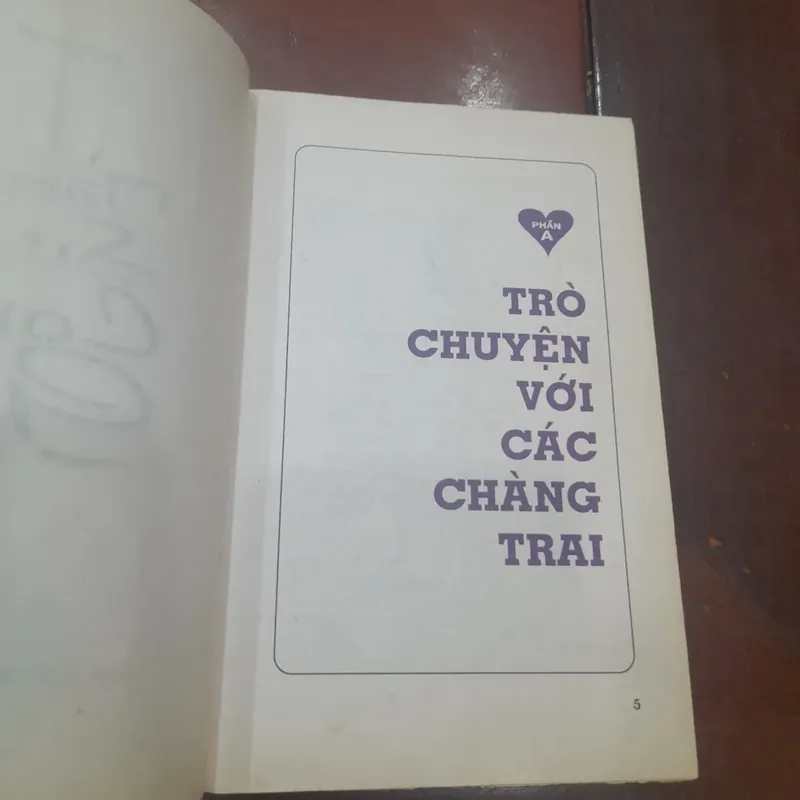 PHẦN
A
TRÒ
CHUYỆN
VỚI
CÁC
CHÀNG
TRAI
5